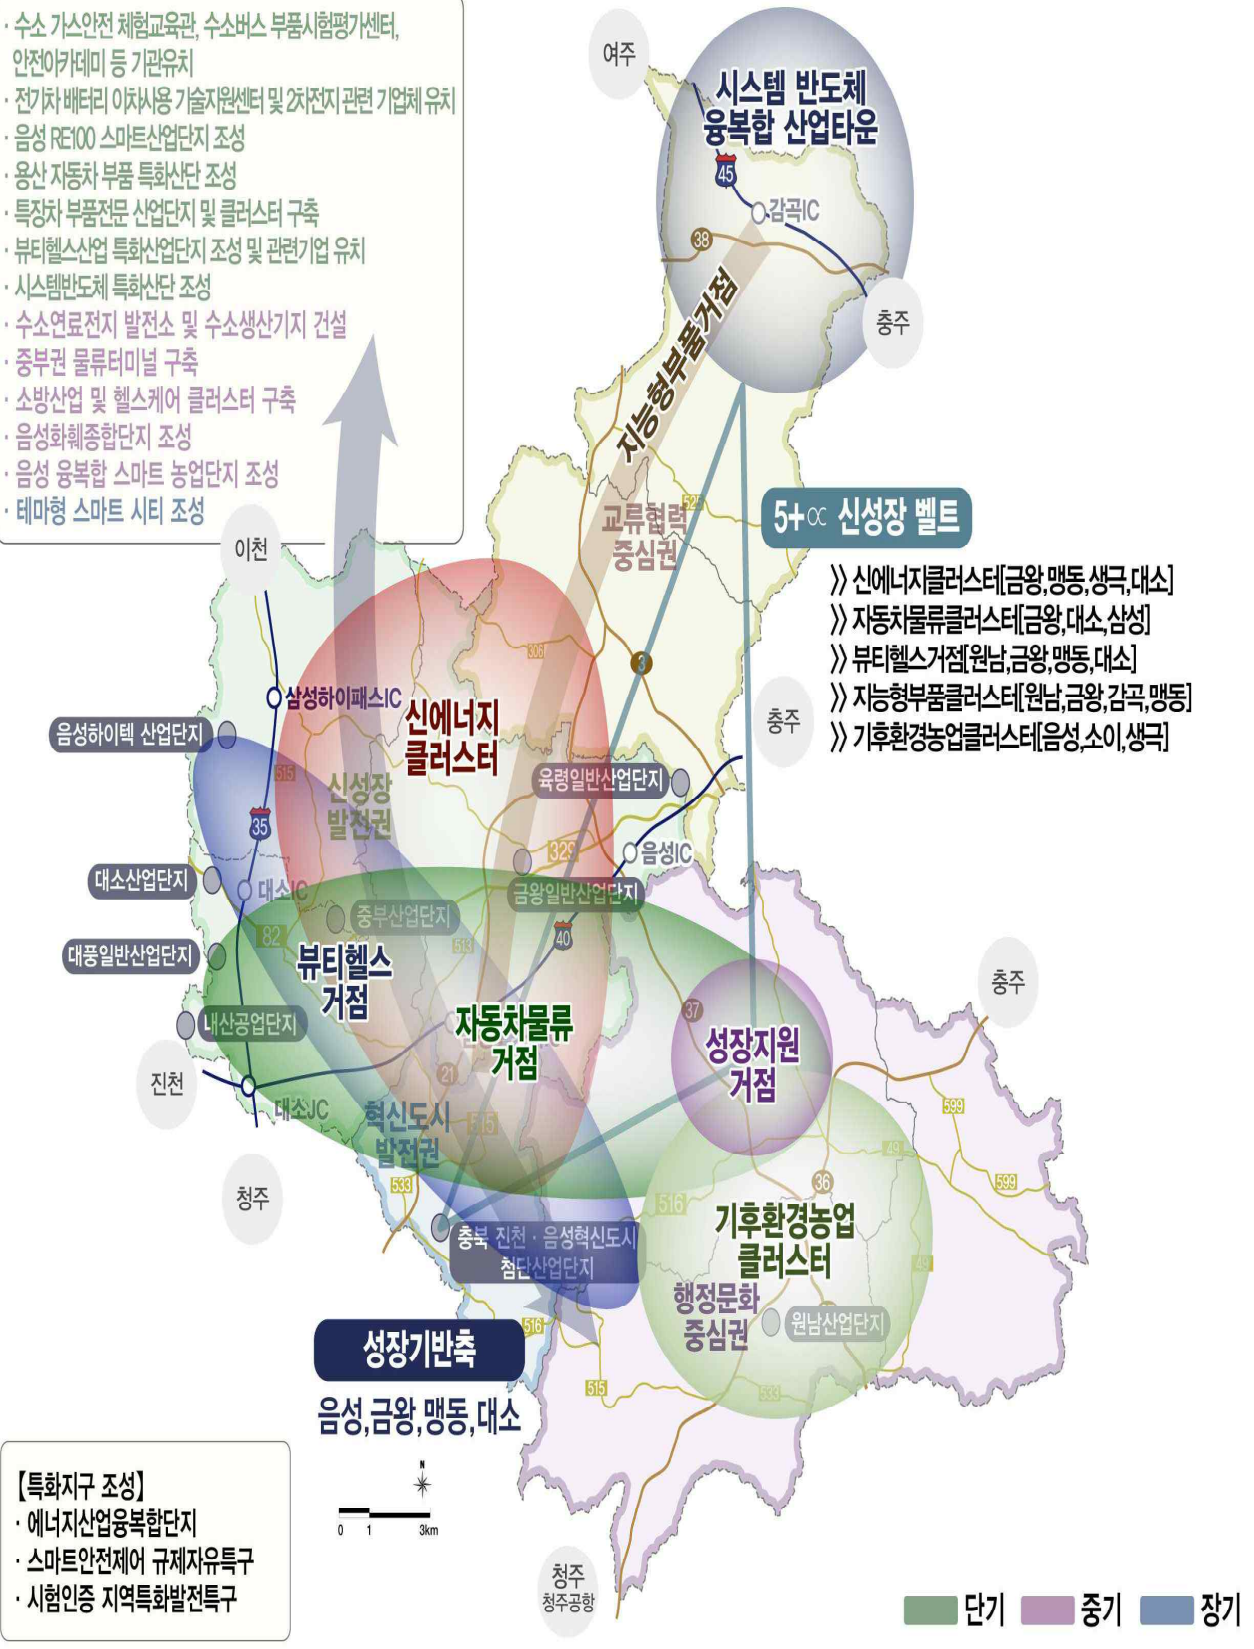 · 수소 가스안전 체험교육관, 수소버스 부품시험평가센터,
안전아카데미 등 기관유치
· 전기차 배터리 이차사용 기술지원센터 및 2차전지 관련 기업체 유치
· 음성 RE100 스마트산업단지 조성
· 용산 자동차 부품 특화산단 조성
· 특장차 부품전문 산업단지 및 클러스터 구축
· 뷰티헬스산업 특화산업단지 조성 및 관련기업 유치
· 시스템반도체 특화산단 조성
· 수소연료전지 발전소 및 수소생산기지 건설
· 중부권 물류터미널 구축
· 소방산업 및 헬스케어 클러스터 구축
· 음성화훼종합단지 조성
· 음성 융복합 스마트 농업단지 조성
· 테마형 스마트 시티 조성
여주
시스템 반도체
융복합 산업타운
45
감곡IC
38
충주
지능형부품거점
교류협력
중심권
525
5+∝ 신성장 벨트
》 신에너지클러스터[금왕,맹동,생극,대소]
》 자동차물류클러스터[금왕,대소,삼성]
》 뷰티헬스거점[원남,금왕,맹동,대소]
》 지능형부품클러스터[원남,금왕,감곡,맹동]
》 기후환경농업클러스터[음성,소이,생극]
이천
306
3
삼성하이패스IC
신에너지
클러스터
충주
음성하이텍 산업단지
515
신성장
발전권
육령일반산업단지
35
329
음성IC
대소산업단지
대소IC
금왕일반산업단지
중부산업단지
82
513
40
대풍일반산업단지
뷰티헬스
거점
충주
내산공업단지
자동차물류
거점
37
성장지원
거점
진천
21
대소JC
혁신도시
발전권
515
599
49
청주
533
36
599
516
충북 진천 · 음성혁신도시
첨단산업단지
기후환경농업
클러스터
49
행정문화
중심권
원남산업단지
516
성장기반축
515
533
음성,금왕,맹동,대소
N
0 1 3km
【특화지구 조성】
· 에너지산업융복합단지
· 스마트안전제어 규제자유특구
· 시험인증 지역특화발전특구
청주
청주공항
단기 중기 장기